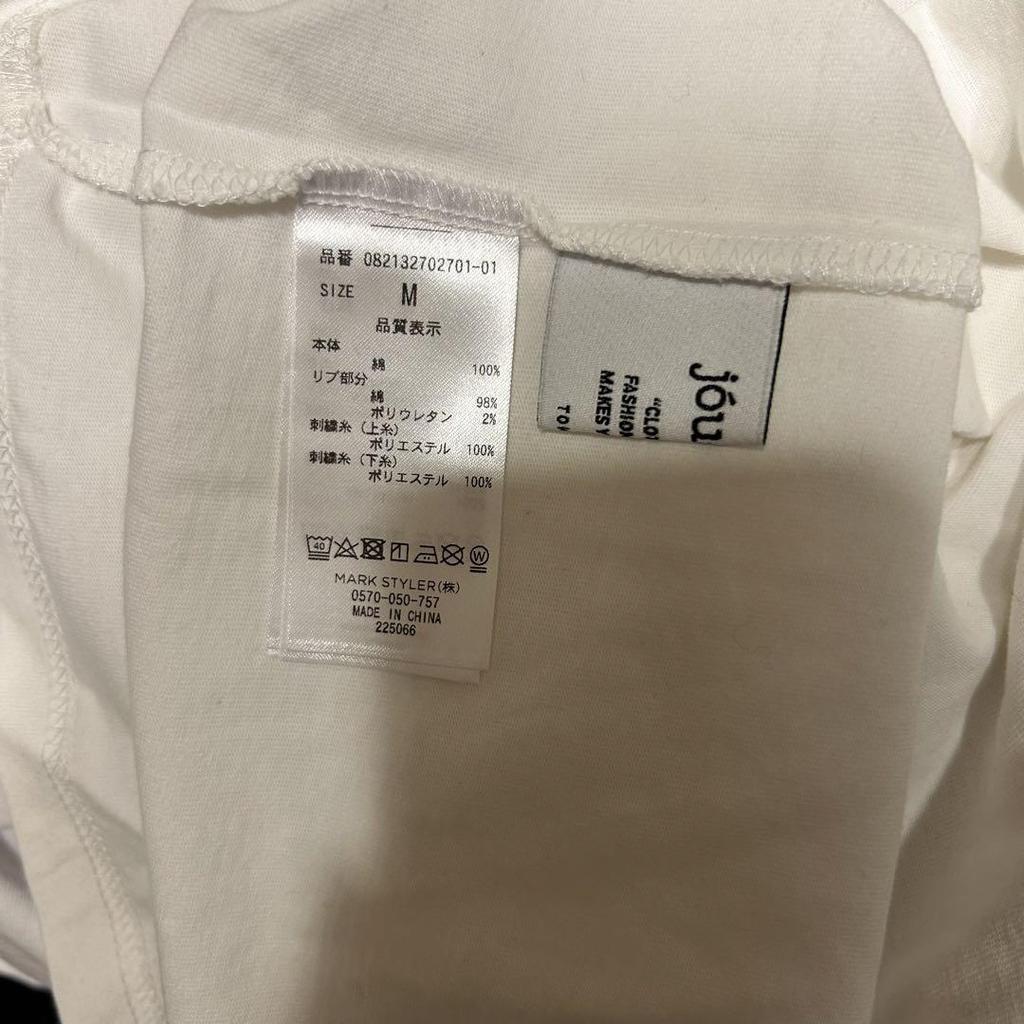 品番 082132702701-01
SIZE M
品質表示
本体
綿 100%
リブ部分
綿 98%
ポリウレタン 2%
刺繍糸(上糸)
ポリエステル 100%
刺繍糸(下糸)
ポリエステル 100%
40
W
MARK STYLER(株)
0570-050-757
MADE IN CHINA
225066
jóu
"CLO
FASHION
MAKES Y
TO